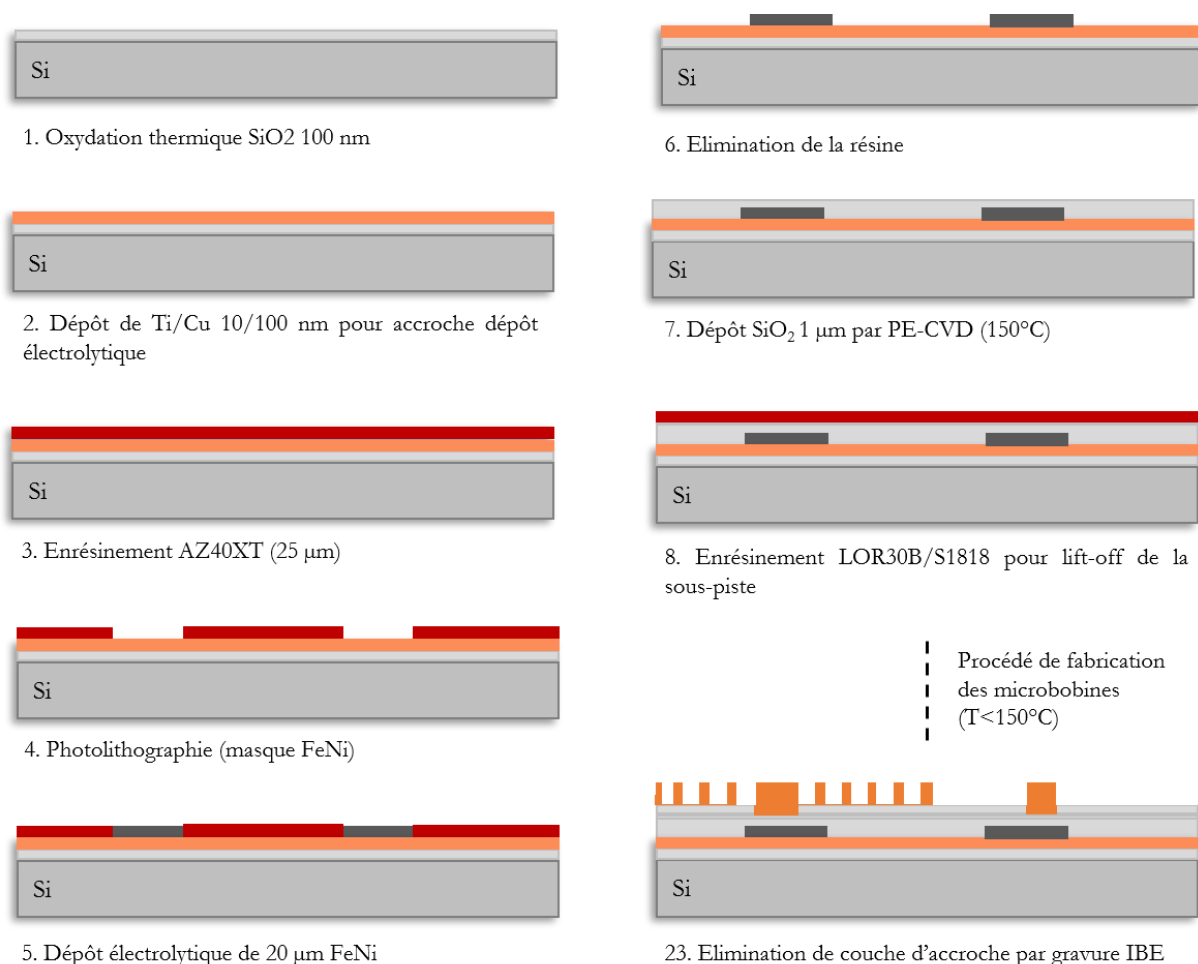 Si
1. Oxydation thermique SiO2 100 nm
Si
2. Dépôt de Ti/Cu 10/100 nm pour accroche dépôt
électrolytique
Si
3. Enrésinement AZ40XT (25 µm)
Si
4. Photolithographie (masque FeNi)
Si
5. Dépôt électrolytique de 20 µm FeNi
Si
6. Elimination de la résine
Si
7. Dépôt SiO₂ 1 µm par PE-CVD (150°C)
Si
8. Enrésinement LOR30B/S1818 pour lift-off de la
sous-piste
Procédé de fabrication
des microbobines
(T<150°C)
Si
23. Elimination de couche d'accroche par gravure IBE